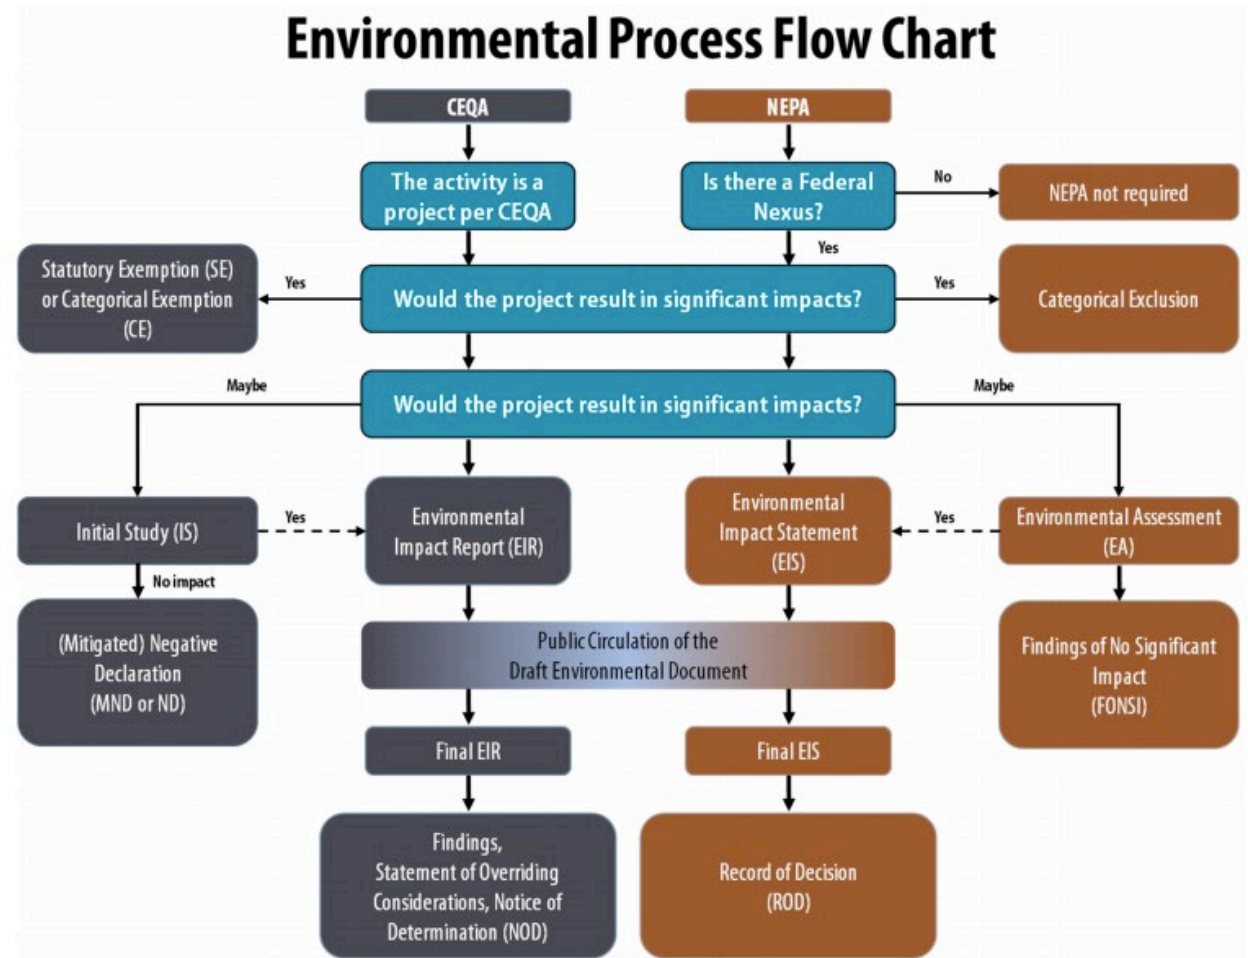 Environmental Process Flow Chart
CEQA
NEPA
The activity is a
project per CEQA
Is there a Federal
Nexus?
No
NEPA not required
Yes
Statutory Exemption (SE)
or Categorical Exemption
(CE)
Yes
Would the project result in significant impacts?
Yes
Categorical Exclusion
Maybe
Would the project result in significant impacts?
Maybe
Initial Study (IS)
Yes
Environmental
Impact Report (EIR)
Environmental
Impact Statement
(EIS)
Yes
Environmental Assessment
(EA)
No impact
(Mitigated) Negative
Declaration
(MND or ND)
Public Circulation of the
Draft Environmental Document
Findings of No Significant
Impact
(FONSI)
Final EIR
Final EIS
Findings,
Statement of Overriding
Considerations, Notice of
Determination (NOD)
Record of Decision
(ROD)